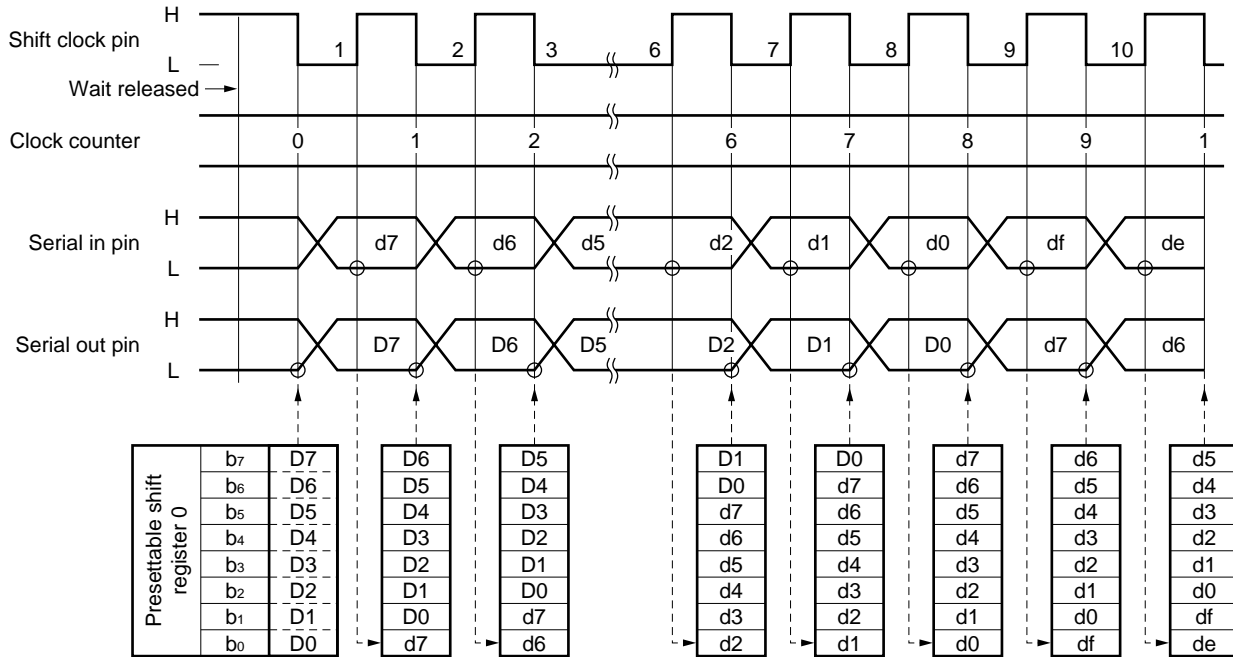 H
Shift clock pin
L
1 2 3 6 7 8 9 10
Wait released
Clock counter
0 1 2 6 7 8 9 1
H
Serial in pin
L
d7 d6 d5 d2 d1 d0 df de
H
Serial out pin
L
D7 D6 D5 D2 D1 D0 d7 d6
Presettable shift
register 0
b7 D7 D6 D5 D1 D0 d7 d6 d5
b6 D6 D5 D4 D0 d7 d6 d5 d4
b5 D5 D4 D3 d7 d6 d5 d4 d3
b4 D4 D3 D2 d6 d5 d4 d3 d2
b3 D3 D2 D1 d5 d4 d3 d2 d1
b2 D2 D1 D0 d4 d3 d2 d1 d0
b1 D1 D0 d7 d3 d2 d1 d0 df
b0 D0 d7 d6 d2 d1 d0 df de